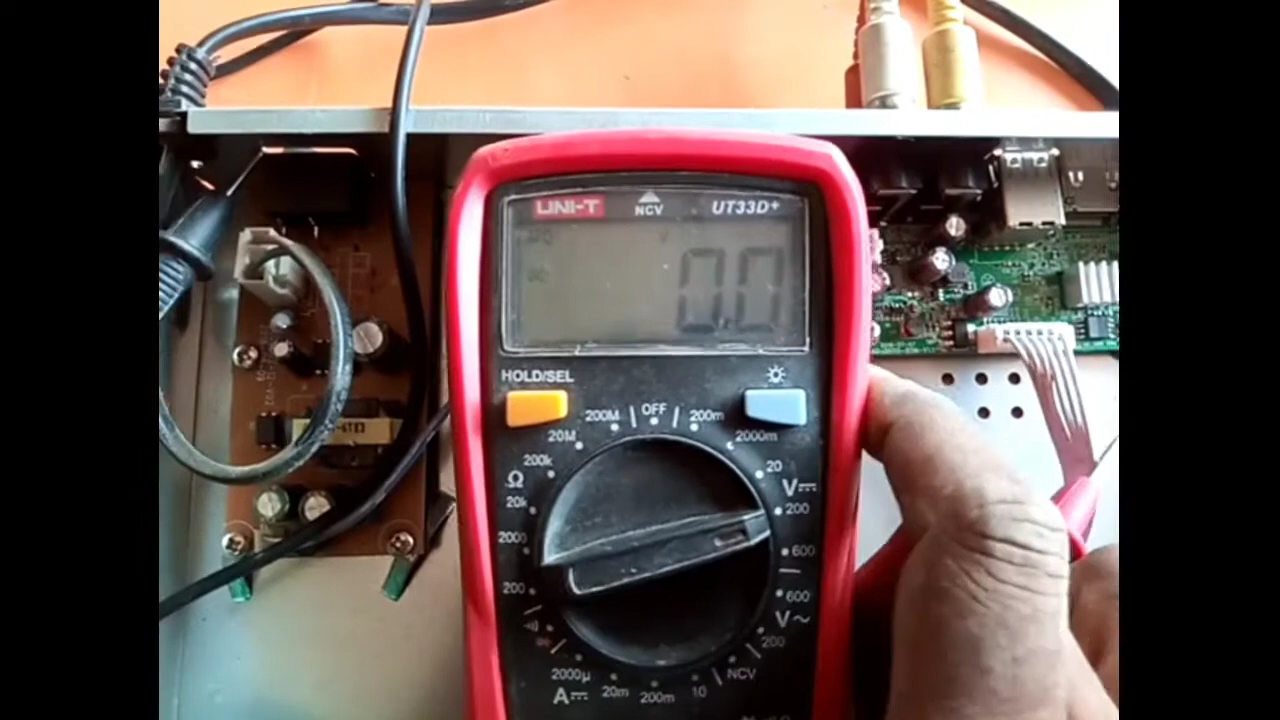 UNI-T
NCV
UT33D+
0.0
HOLD/SEL
OFF
200m
2000m
20
V⎓
200
600
600
V~
200
NCV
10
200m
20m
2000µ
A⎓
200
2000
20k
Ω
200k
20M
200M